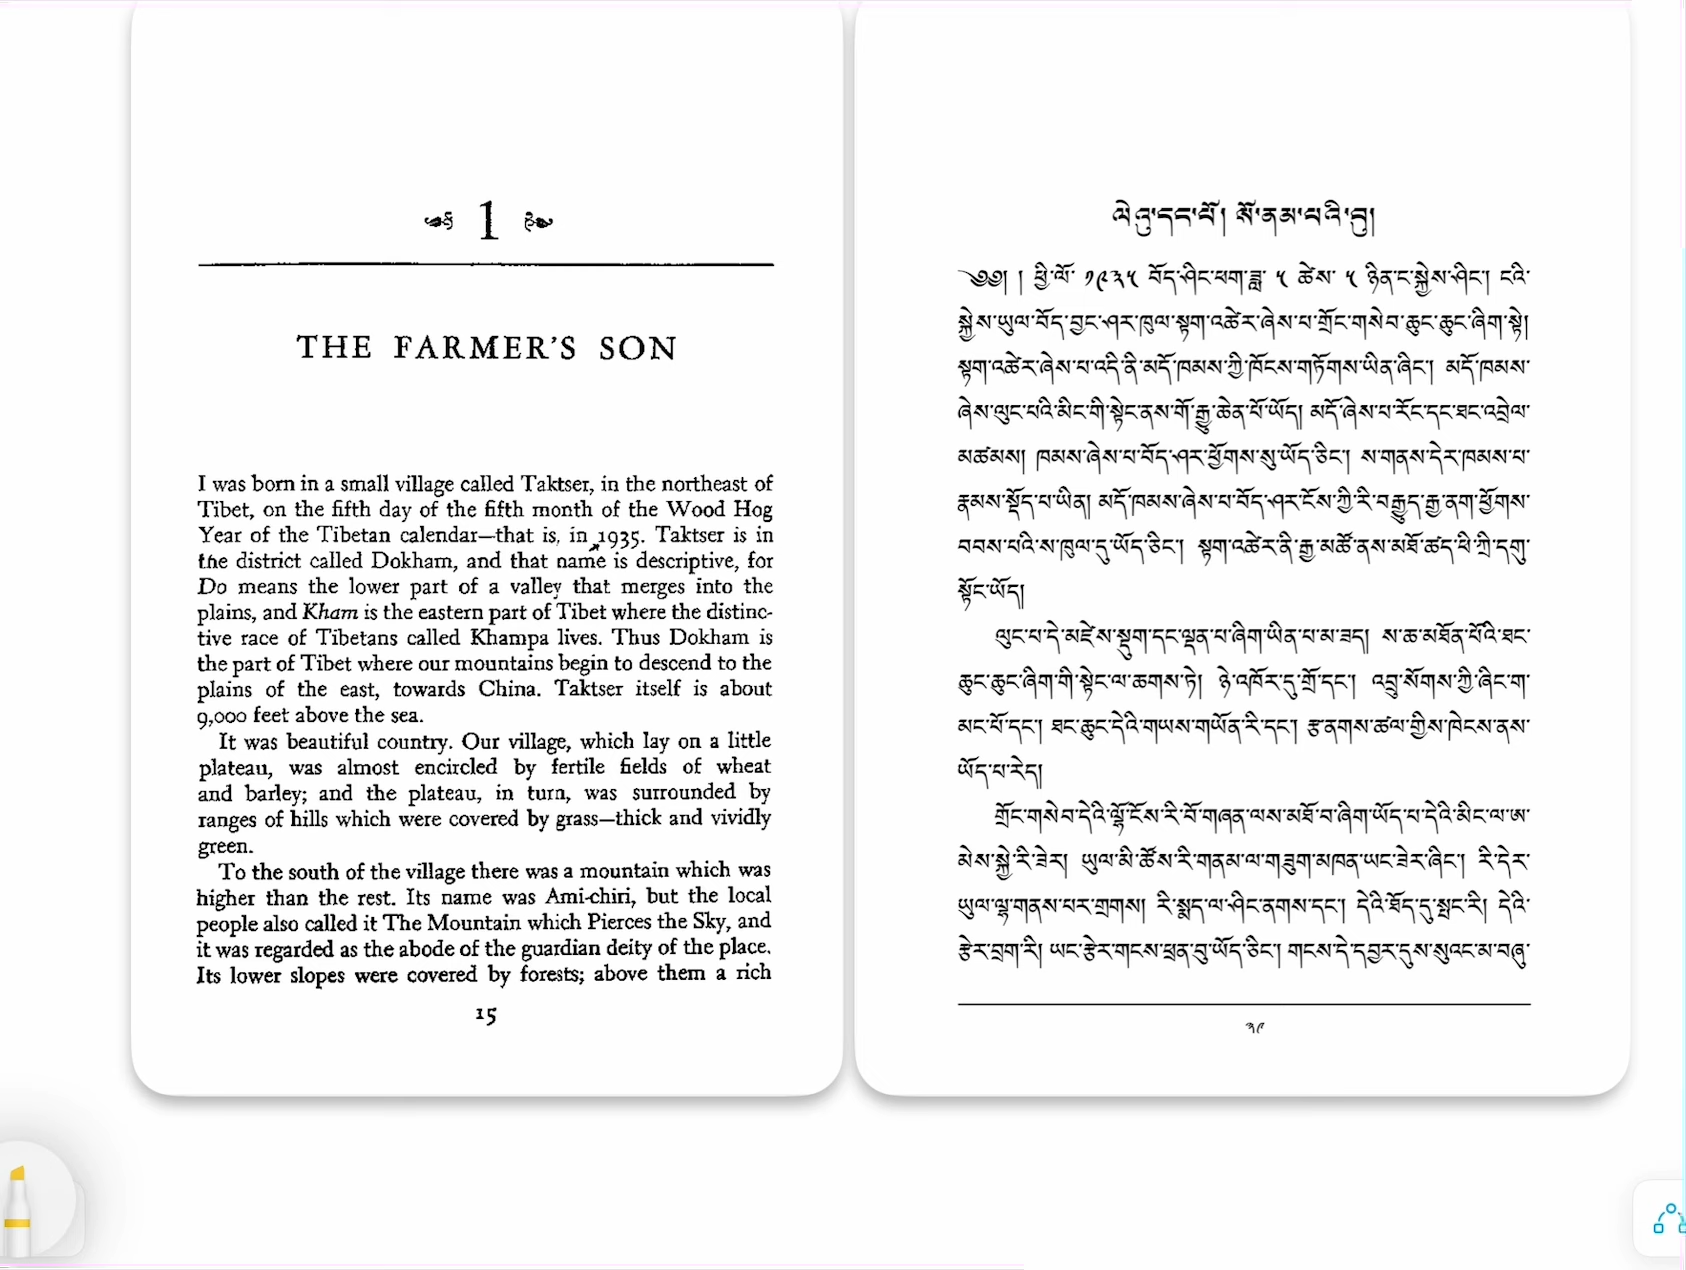 1
THE FARMER'S SON
I was born in a small village called Taktser, in the northeast of
Tibet, on the fifth day of the fifth month of the Wood Hog
Year of the Tibetan calendar—that is, in 1935. Taktser is in
the district called Dokham, and that name is descriptive, for
Do means the lower part of a valley that merges into the
plains, and Kham is the eastern part of Tibet where the distinc-
tive race of Tibetans called Khampa lives. Thus Dokham is
the part of Tibet where our mountains begin to descend to the
plains of the east, towards China. Taktser itself is about
9,000 feet above the sea.
It was beautiful country. Our village, which lay on a little
plateau, was almost encircled by fertile fields of wheat
and barley; and the plateau, in turn, was surrounded by
ranges of hills which were covered by grass—thick and vividly
green.
To the south of the village there was a mountain which was
higher than the rest. Its name was Ami-chiri, but the local
people also called it The Mountain which Pierces the Sky, and
it was regarded as the abode of the guardian deity of the place.
Its lower slopes were covered by forests; above them a rich
15
ལེའུ་དང་པོ། སོ་ནམ་པའི་བུ།
༄༅། ། ཕྱི་ལོ་ ༡༩༣༥ བོད་ཤིང་ཕག་ཟླ་ ༥ ཚེས་ ༥ ཉིན་ང་སྐྱེས་ཤིང་། ངའི་
སྐྱེས་ཡུལ་བོད་བྱང་ཤར་ཁུལ་སྟག་འཚེར་ཞེས་པ་གྲོང་གསེབ་ཆུང་ཆུང་ཞིག་སྟེ།
སྟག་འཚེར་ཞེས་པ་འདི་ནི་མདོ་ཁམས་ཀྱི་ཁོངས་གཏོགས་ཡིན་ཞིང་། མདོ་ཁམས་
ཞེས་ལུང་པའི་མིང་གི་སྟེང་ནས་གོ་རྒྱུ་ཆེན་པོ་ཡོད། མདོ་ཞེས་པ་རོང་དང་ཐང་འབྲེལ་
མཚམས། ཁམས་ཞེས་པ་བོད་ཤར་ཕྱོགས་སུ་ཡོད་ཅིང་། ས་གནས་དེར་ཁམས་པ་
རྣམས་སྡོད་པ་ཡིན། མདོ་ཁམས་ཞེས་པ་བོད་ཤར་ངོས་ཀྱི་རི་བརྒྱུད་རྒྱ་ནག་ཕྱོགས་
བབས་པའི་ས་ཁུལ་དུ་ཡོད་ཅིང་། སྟག་འཚེར་ནི་རྒྱ་མཚོ་ནས་མཐོ་ཚད་ཕི་ཀྲི་དགུ་
སྟོང་ཡོད།
ལུང་པ་དེ་མཛེས་སྡུག་དང་ལྡན་པ་ཞིག་ཡིན་པ་མ་ཟད། ས་ཆ་མཐོན་པོའི་ཐང་
ཆུང་ཆུང་ཞིག་གི་སྟེང་ལ་ཆགས་ཏེ། ཉེ་འཁོར་དུ་གྲོ་དང་། འབྲུ་སོགས་ཀྱི་ཞིང་ག་
མང་པོ་དང་། ཐང་ཆུང་དེའི་གཡས་གཡོན་རི་དང་། རྩྭ་ནགས་ཚལ་གྱིས་ཁེངས་ནས་
ཡོད་པ་རེད།
གྲོང་གསེབ་དེའི་ལྷོ་ངོས་རི་བོ་གཞན་ལས་མཐོ་བ་ཞིག་ཡོད་པ་དེའི་མིང་ལ་ཨ་
མེས་སྐྱེ་རི་ཟེར། ཡུལ་མི་ཚོས་རི་གནམ་ལ་གཟུག་མཁན་ཡང་ཟེར་ཞིང་། རི་དེར་
ཡུལ་ལྷ་གནས་པར་གྲགས། རི་སྨད་ལ་ཤིང་ནགས་དང་། དེའི་ཐོད་དུ་སྤང་རི། དེའི་
རྩེར་བྲག་རི། ཡང་རྩེར་གངས་ཕྲན་བུ་ཡོད་ཅིང་། གངས་དེ་དབྱར་དུས་སུའང་མ་བཞུ་
༣༩